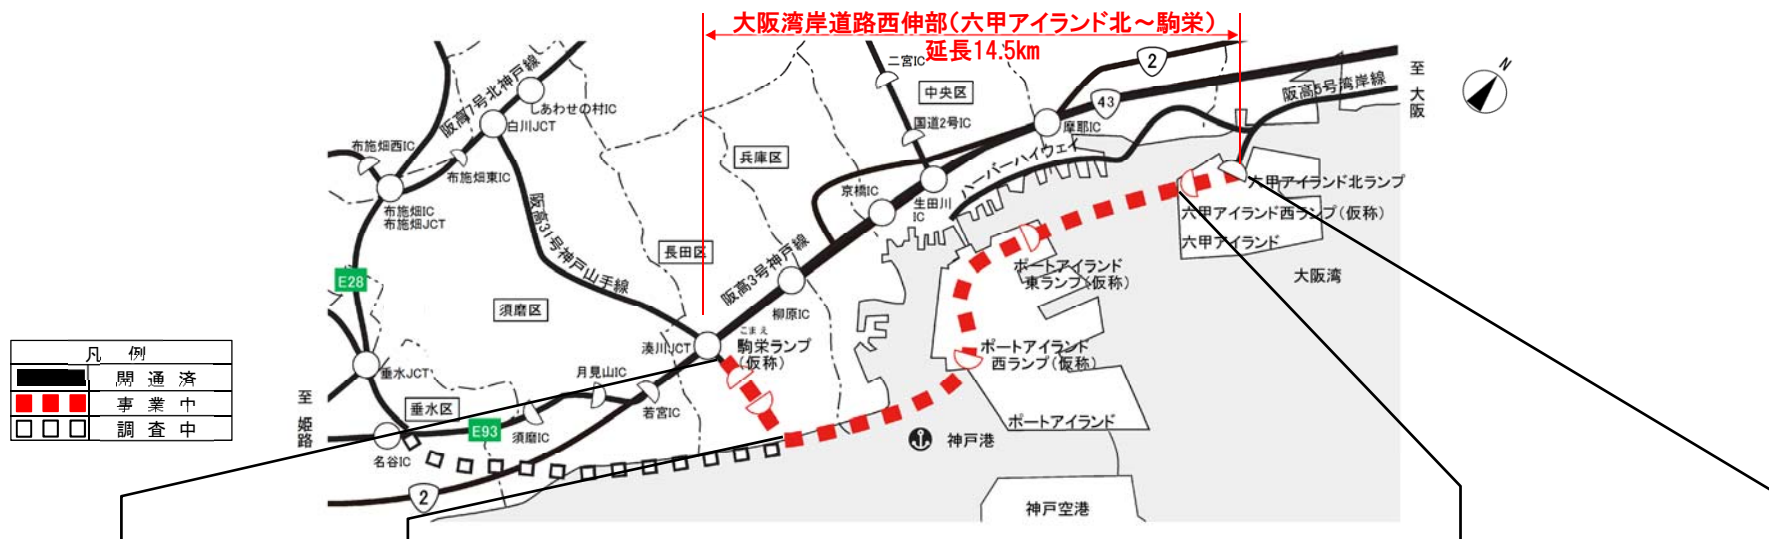 大阪湾岸道路西伸部(六甲アイランド北～駒栄)
延長14.5km
N
至
大
阪
二宮IC
2
43
阪高5号湾岸線
中央区
国道2号IC
摩耶IC
阪高7号北神戸線
しあわせの村IC
白川JCT
布施畑西IC
布施畑東IC
兵庫区
ハーバーハイウェイ
京橋IC
生田川
IC
六甲アイランド北ランプ
六甲アイランド西ランプ(仮称)
六甲アイランド
布施畑IC
布施畑JCT
阪高31号神戸山手線
長田区
阪高3号神戸線
ポートアイランド
東ランプ(仮称)
大阪湾
E28
須磨区
柳原IC
こまえ
駒栄ランプ
(仮称)
湊川JCT
ポートアイランド
西ランプ(仮称)
凡例
開通済
事業中
調査中
垂水JCT
月見山IC
若宮IC
至
姫
路
垂水区
E93
須磨IC
名谷IC
ポートアイランド
神戸港
2
神戸空港